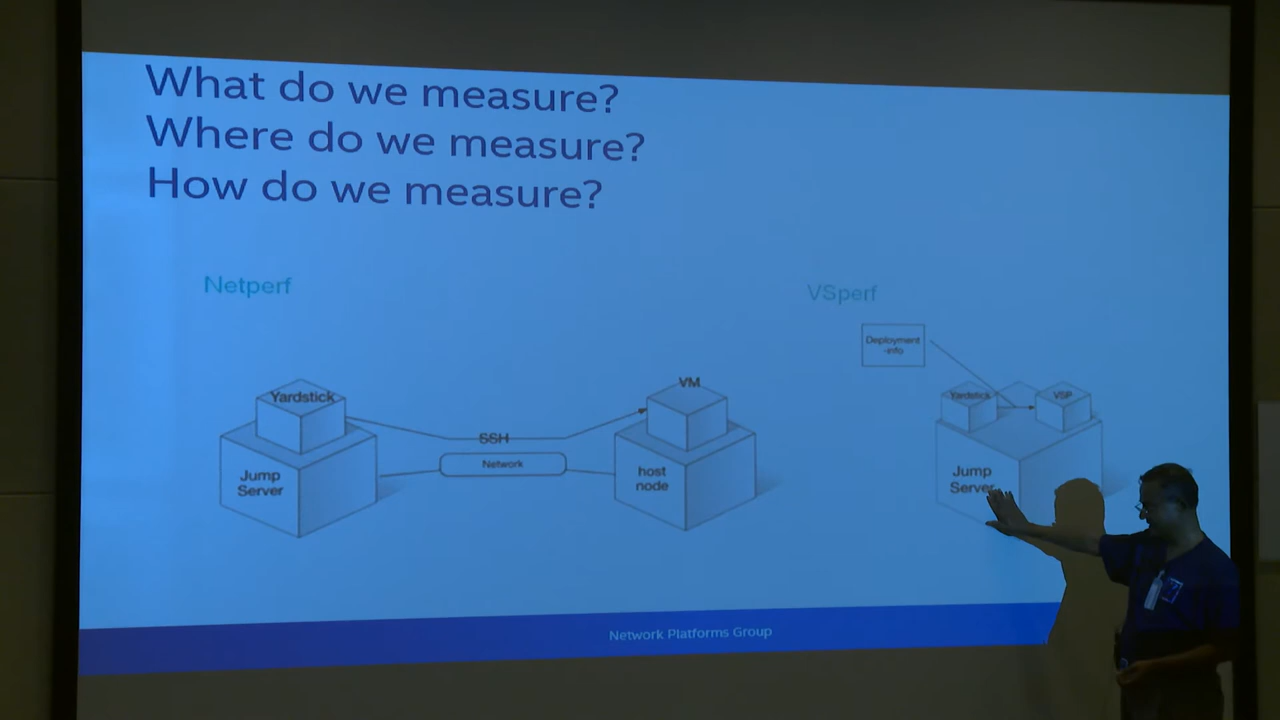 What do we measure?
Where do we measure?
How do we measure?
Netperf
VSperf
Deployment
-info
Yardstick
VM
Yardstick
VSP
SSH
Network
Jump
Server
host
node
Jump
Server
Network Platforms Group